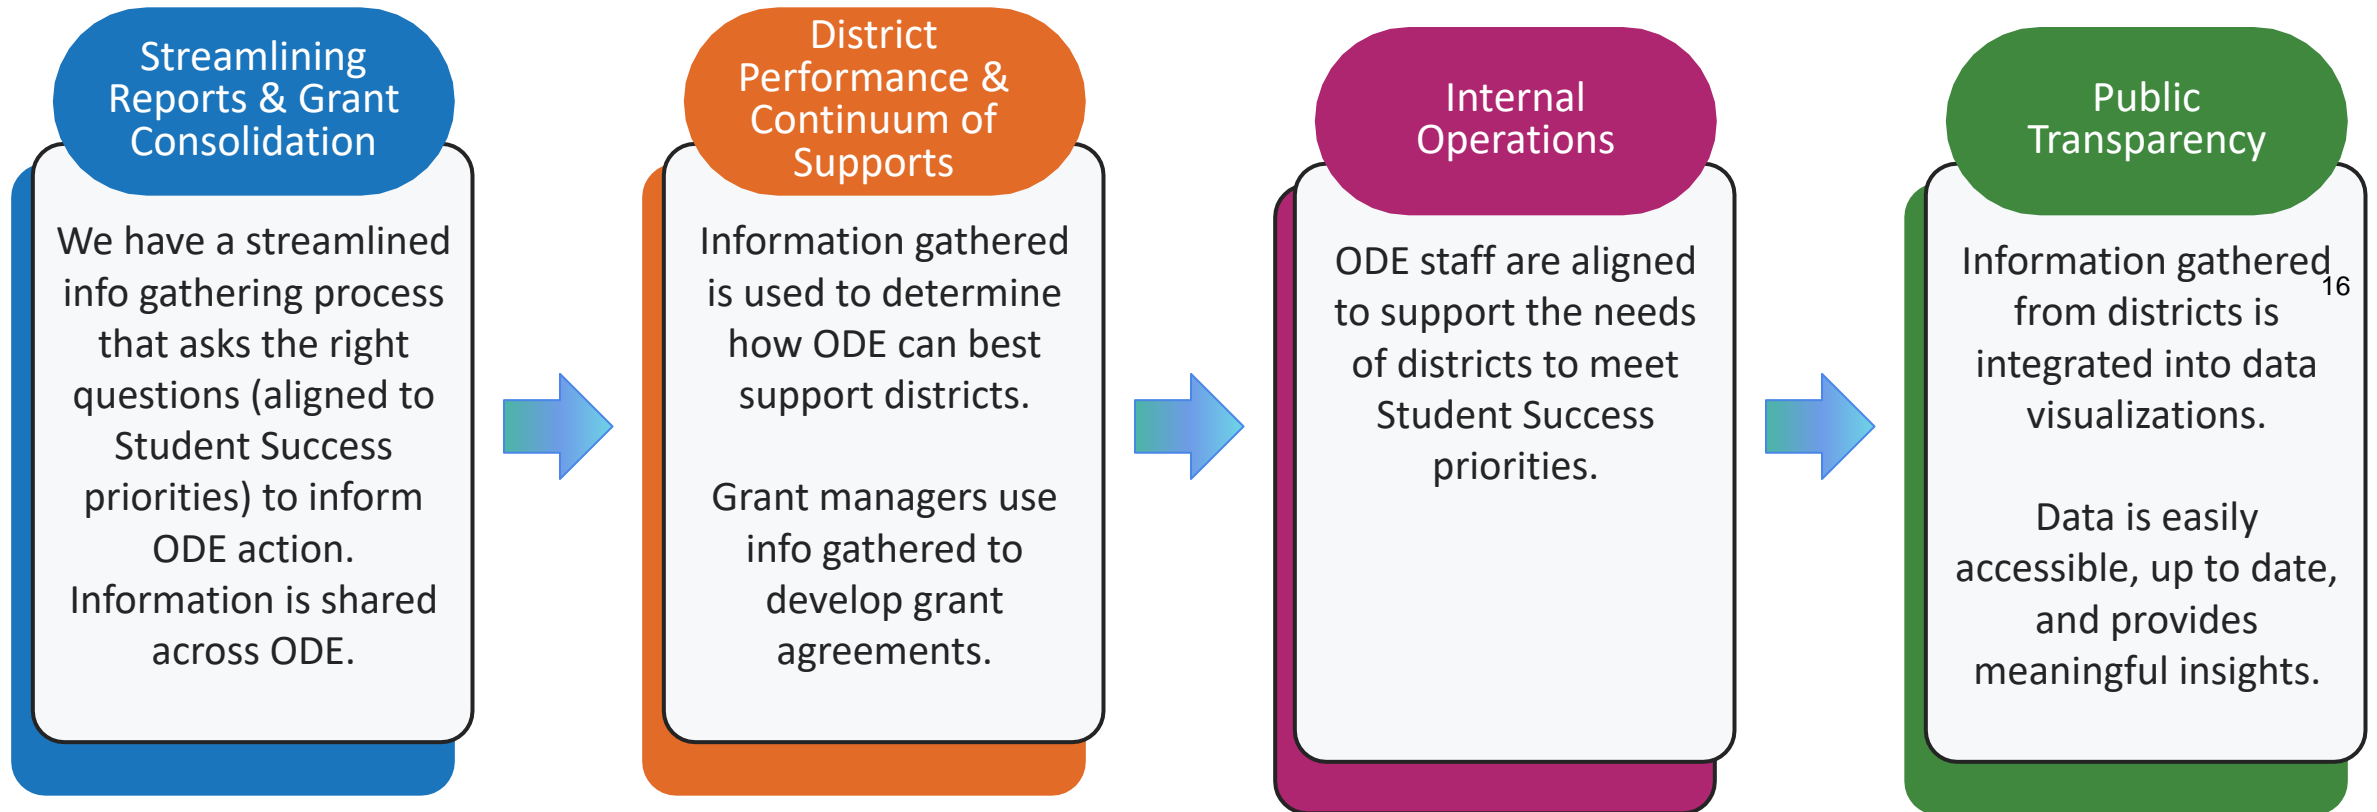 Streamlining
Reports & Grant
Consolidation
We have a streamlined
info gathering process
that asks the right
questions (aligned to
Student Success
priorities) to inform
ODE action.
Information is shared
across ODE.
District
Performance &
Continuum of
Supports
Information gathered
is used to determine
how ODE can best
support districts.
Grant managers use
info gathered to
develop grant
agreements.
Internal
Operations
ODE staff are aligned
to support the needs
of districts to meet
Student Success
priorities.
Public
Transparency
Information gathered
from districts is
integrated into data
visualizations.
Data is easily
accessible, up to date,
and provides
meaningful insights.
16